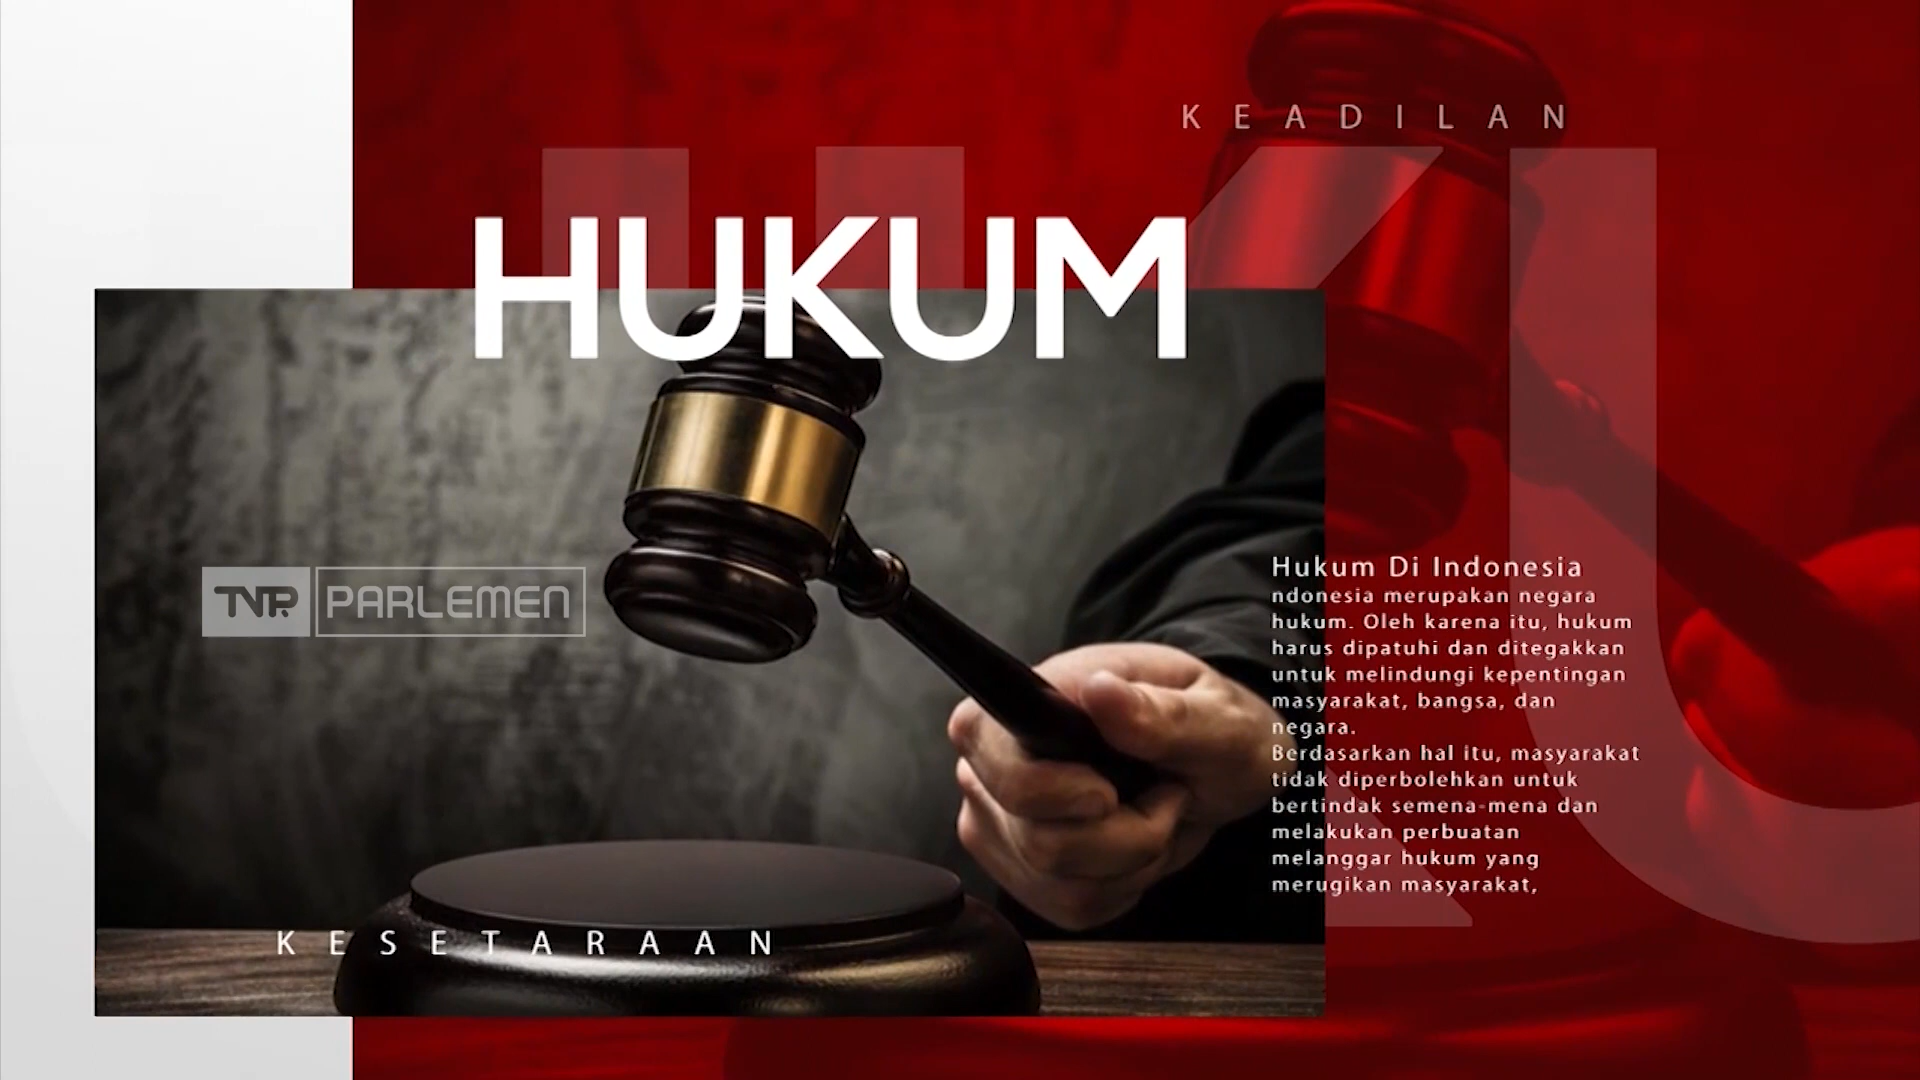 KEADILAN
HUKUM
TVR PARLEMEN
Hukum Di Indonesia
ndonesia merupakan negara
hukum. Oleh karena itu, hukum
harus dipatuhi dan ditegakkan
untuk melindungi kepentingan
masyarakat, bangsa, dan
negara.
Berdasarkan hal itu, masyarakat
tidak diperbolehkan untuk
bertindak semena-mena dan
melakukan perbuatan
melanggar hukum yang
merugikan masyarakat,
KESETARAAN